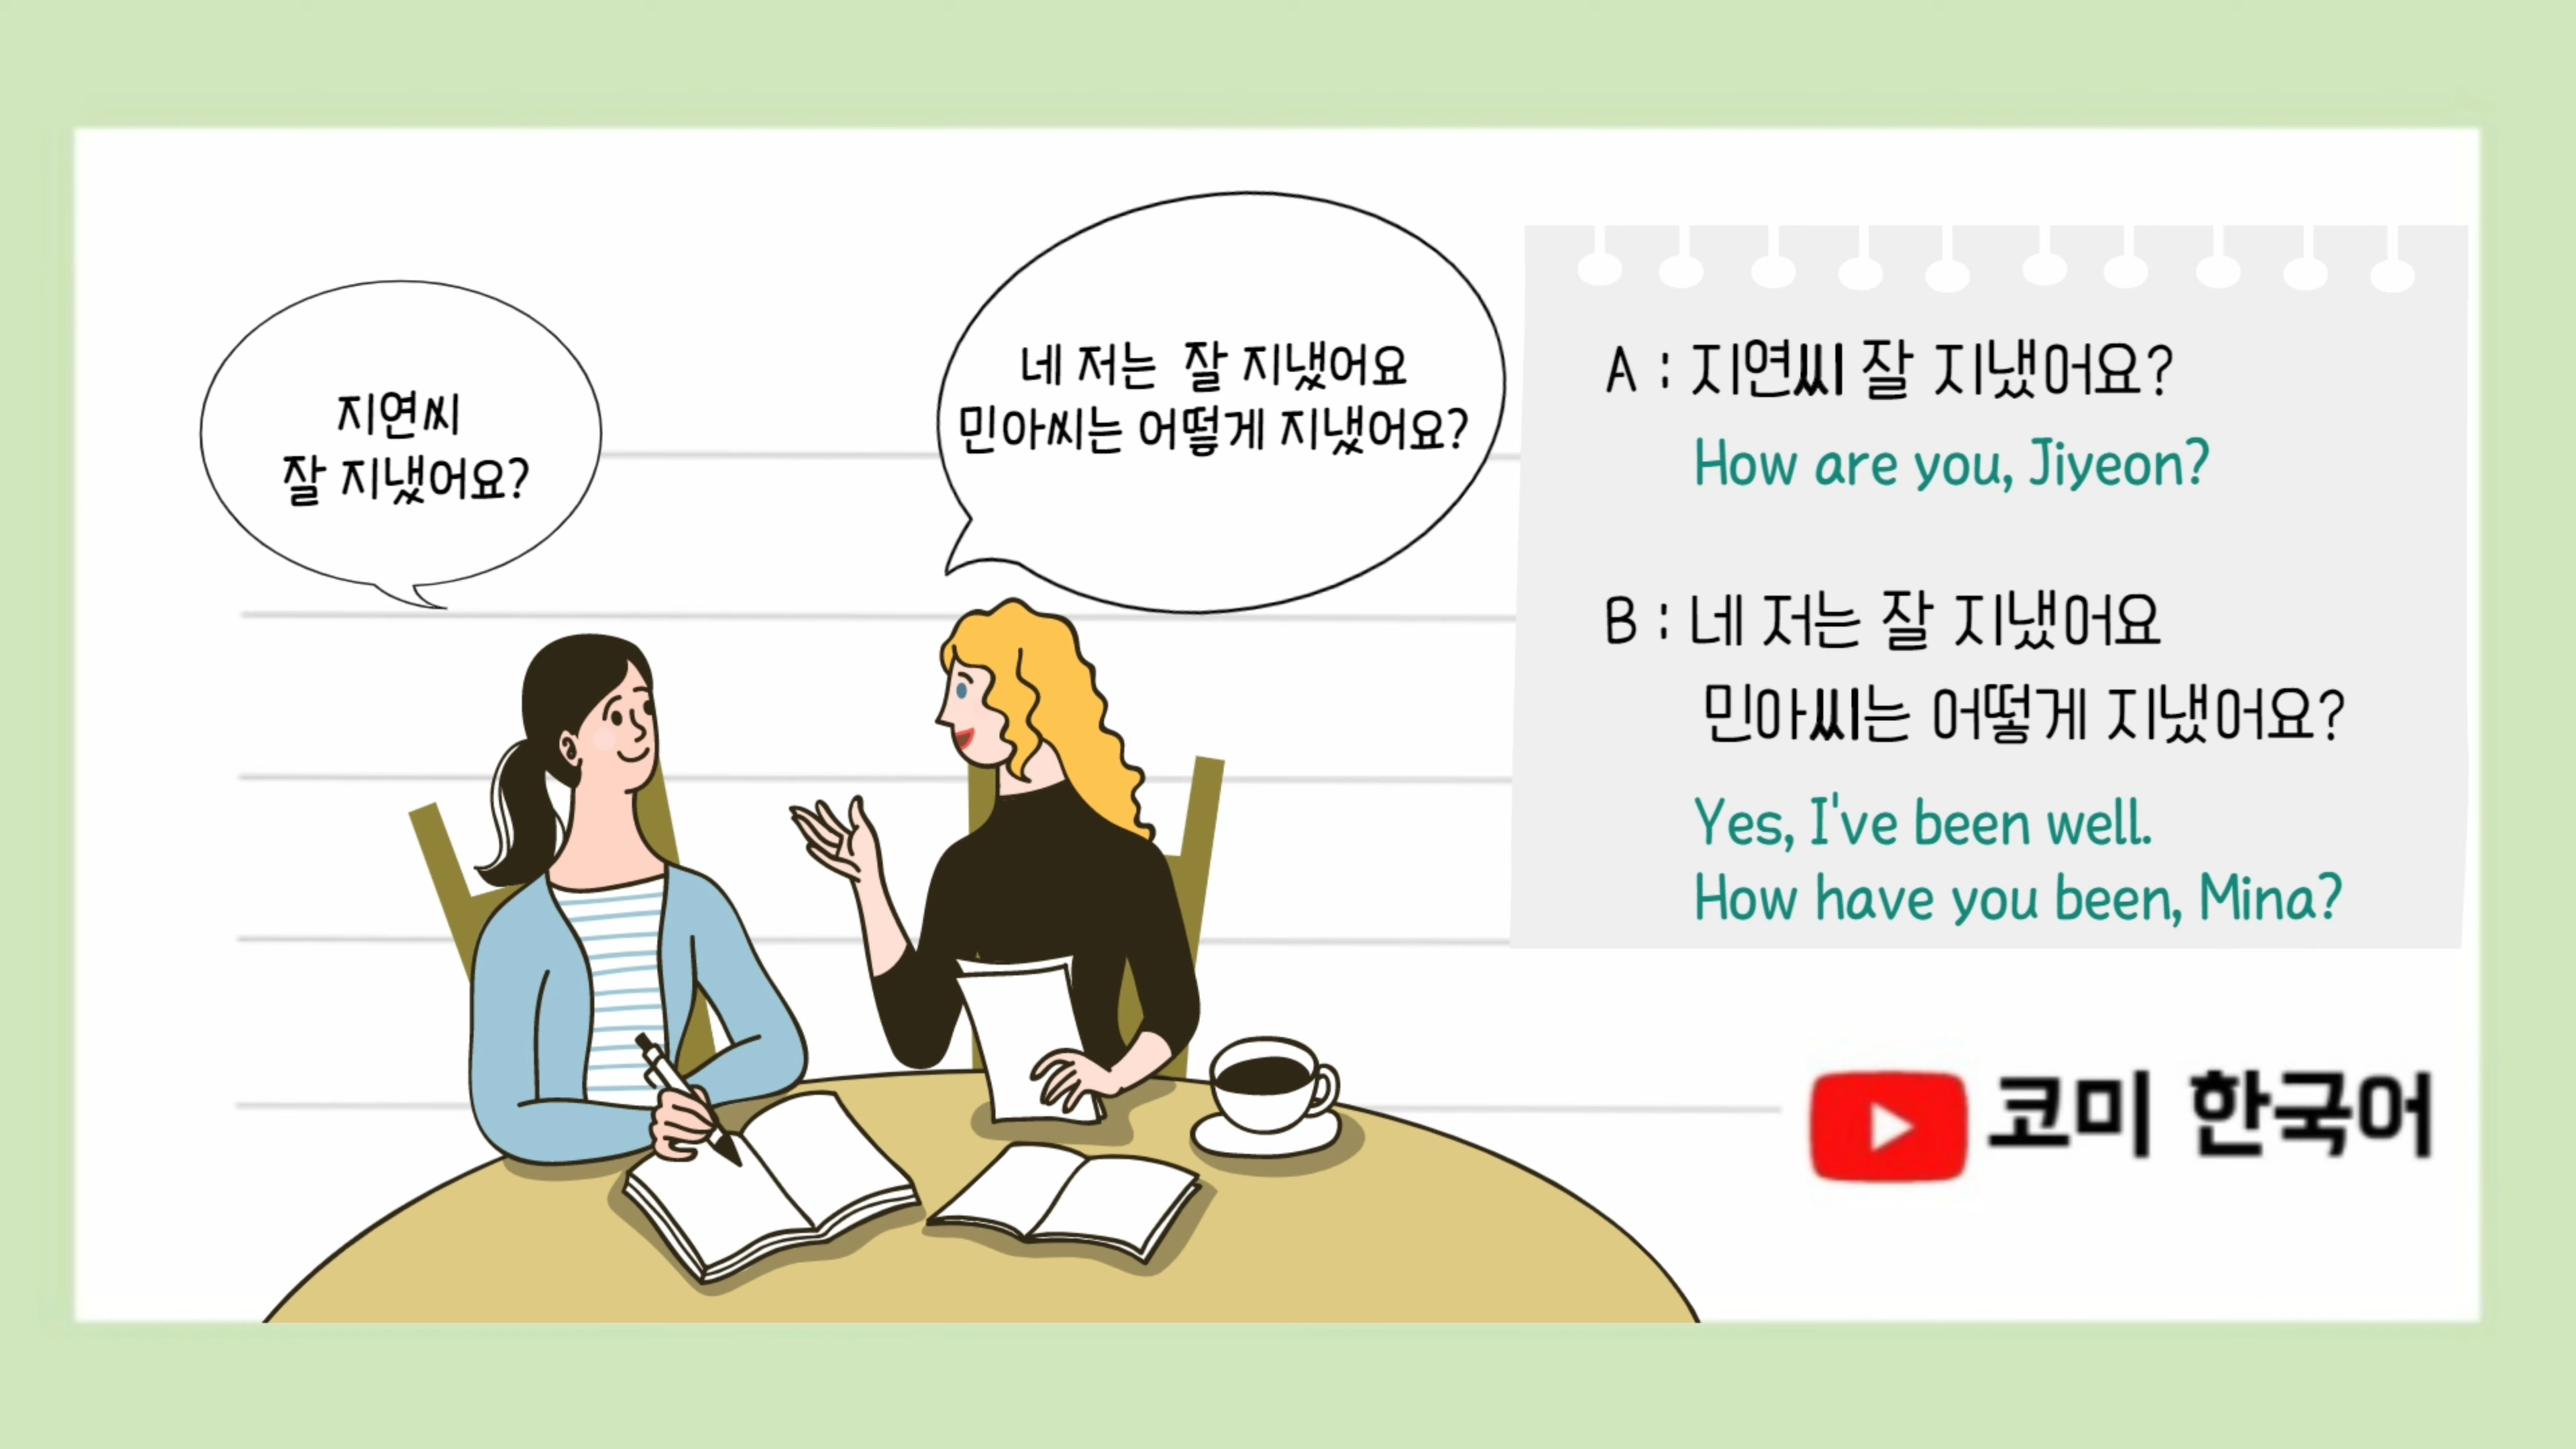 지연씨
잘 지냈어요?
네 저는 잘 지냈어요
민아씨는 어떻게 지냈어요?
A : 지연씨 잘 지냈어요?
How are you, Jiyeon?
B : 네 저는 잘 지냈어요
민아씨는 어떻게 지냈어요?
Yes, I've been well.
How have you been, Mina?
코미 한국어